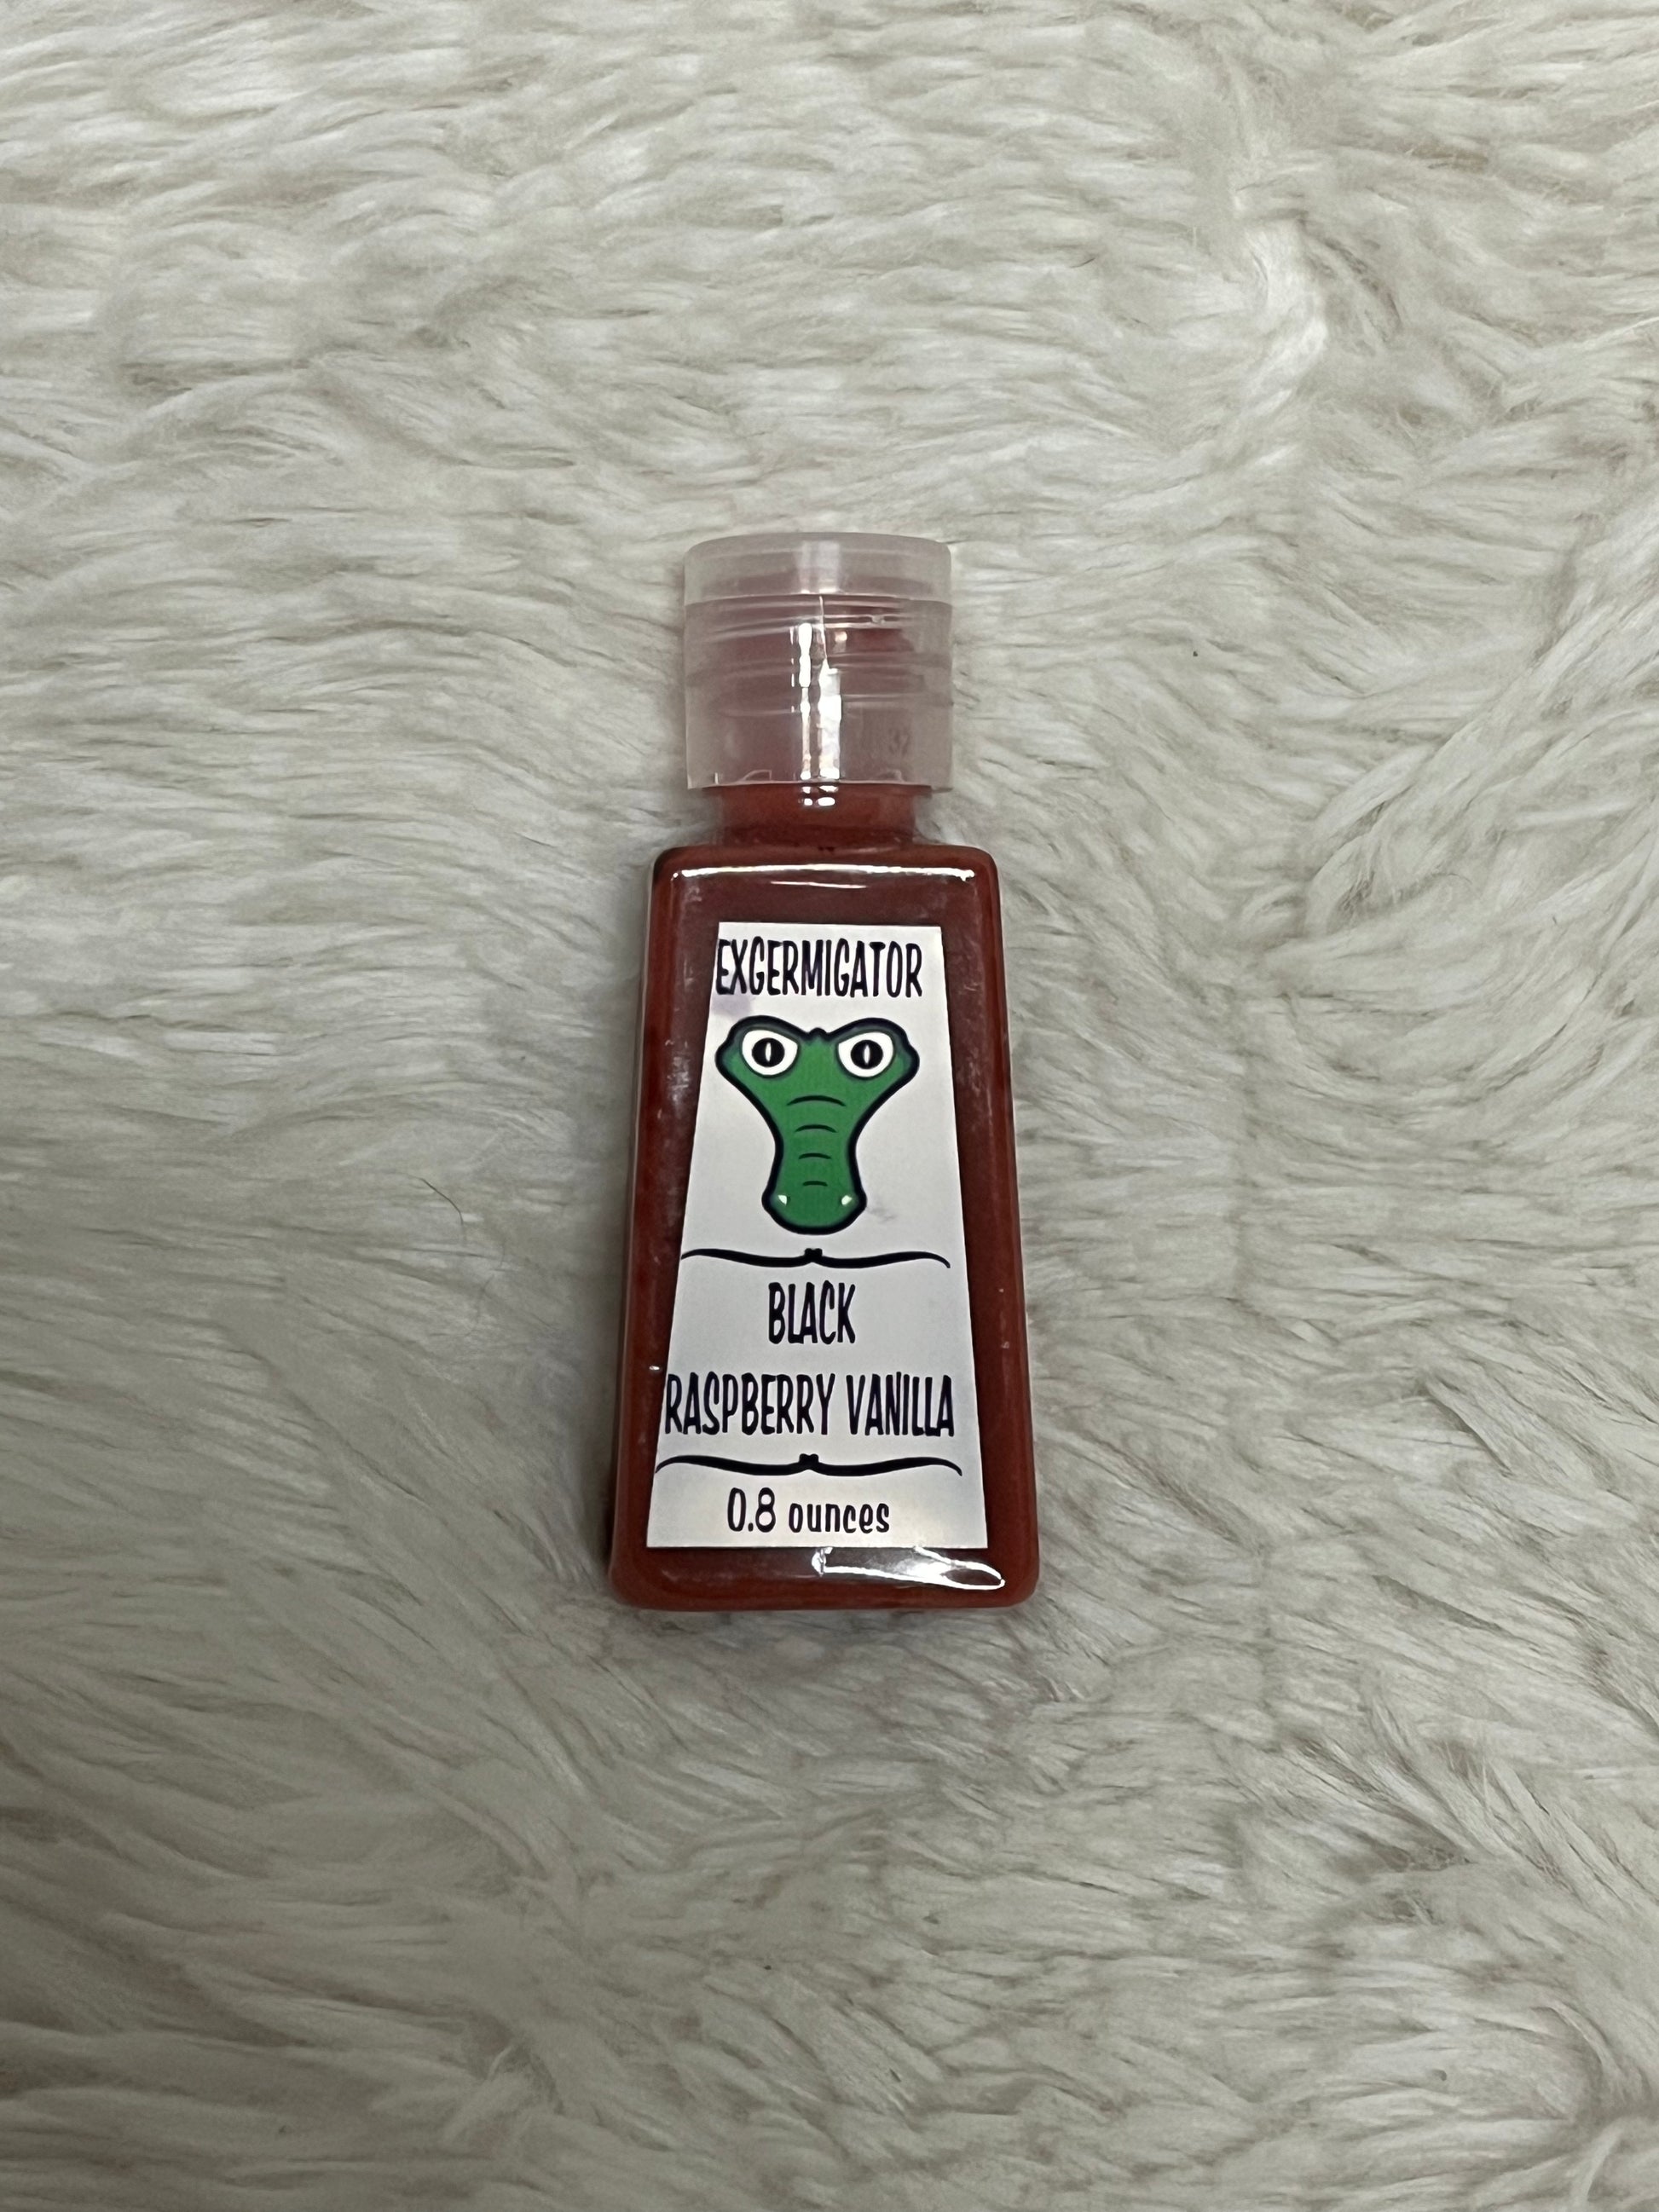 EXGERMIGATOR
BLACK
RASPBERRY VANILLA
0.8 ounces